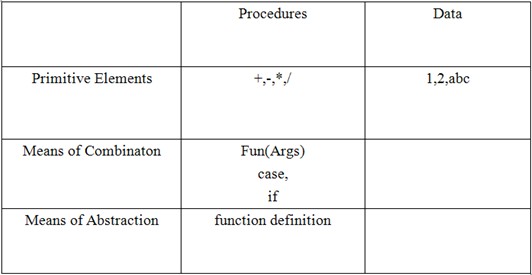 Procedures Data
Primitive Elements +,-,*,/ 1,2,abc
Means of Combinaton Fun(Args)
case,
if
Means of Abstraction function definition